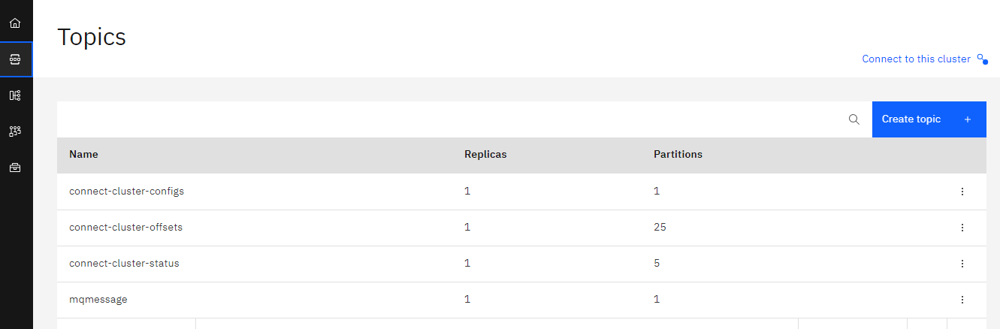 Topics
Connect to this cluster
Create topic +
Name Replicas Partitions
connect-cluster-configs 1 1
connect-cluster-offsets 1 25
connect-cluster-status 1 5
mqmessage 1 1